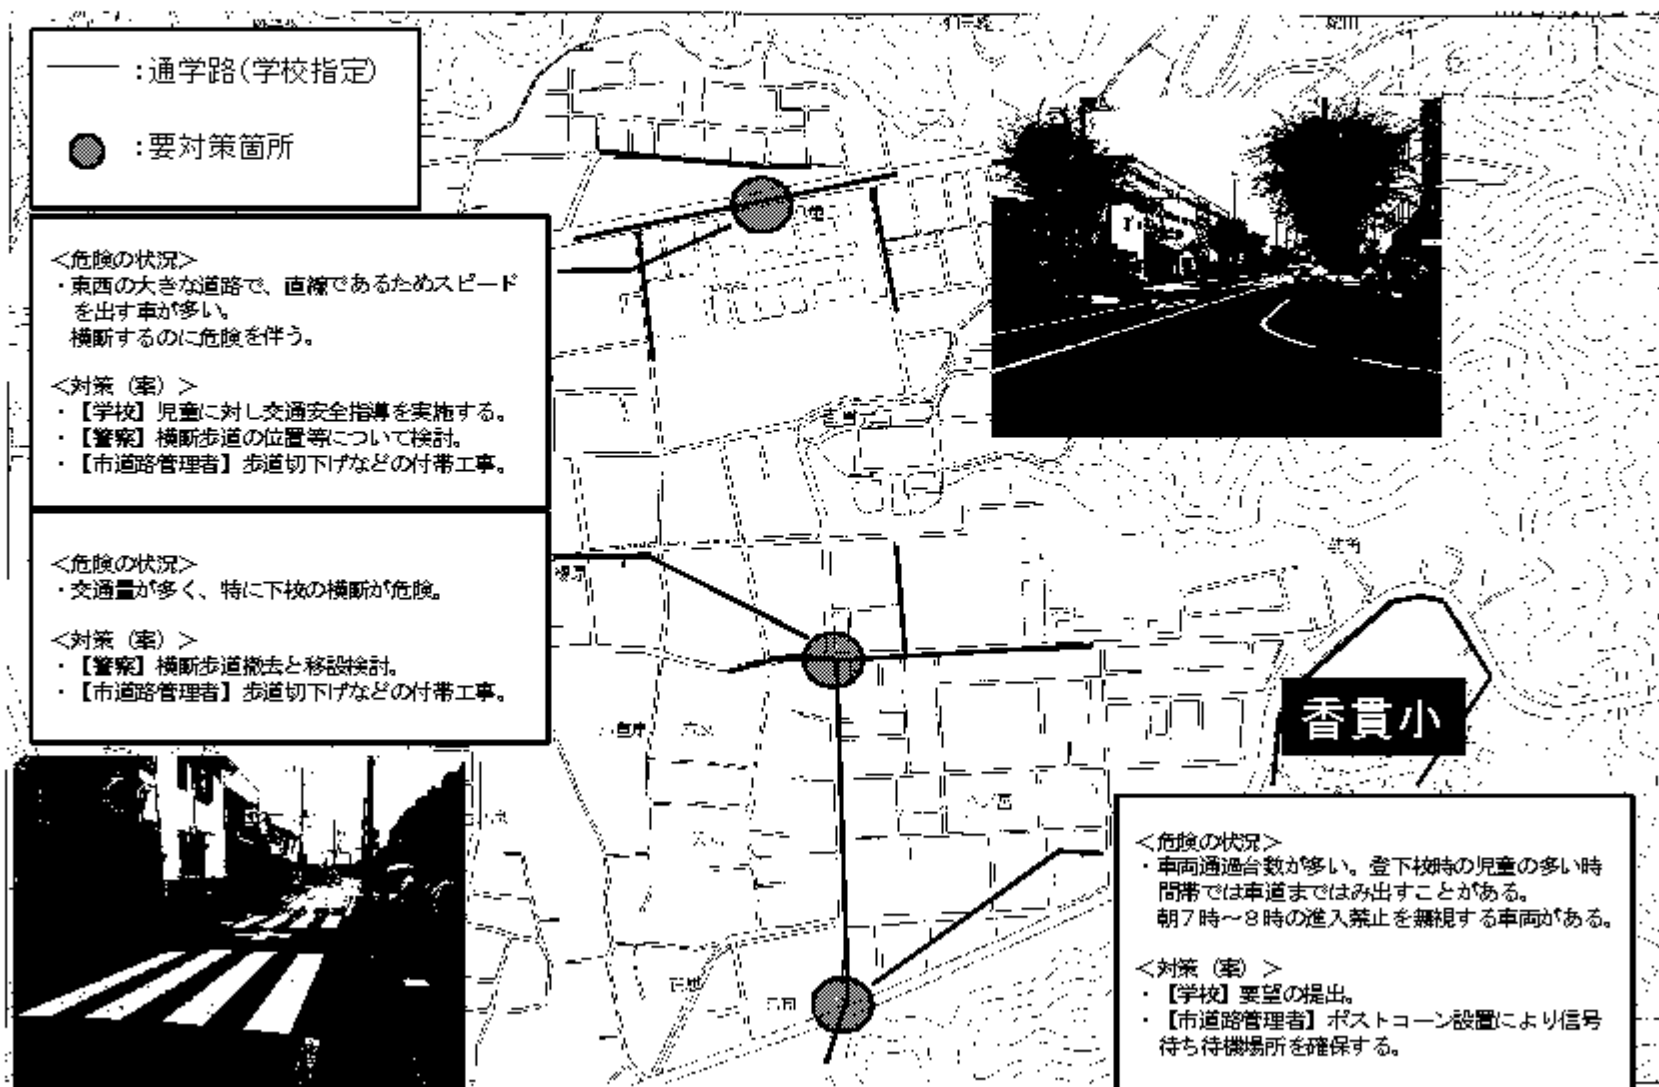 ：通学路（学校指定）
：要対策箇所
＜危険の状況＞
・東西の大きな道路で、直線であるためスピード
を出す車が多い。
横断するのに危険を伴う。
＜対策（案）＞
・【学校】児童に対し交通安全指導を実施する。
・【警察】横断歩道の位置等について検討。
・【市道路管理者】歩道切下げなどの付帯工事。
＜危険の状況＞
・交通量が多く、特に下校の横断が危険。
＜対策（案）＞
・【警察】横断歩道撤去と移設検討。
・【市道路管理者】歩道切下げなどの付帯工事。
香貫小
＜危険の状況＞
・車両通過台数が多い。登下校時の児童の多い時
間帯では車道まではみ出すことがある。
朝７時～８時の進入禁止を無視する車両がある。
＜対策（案）＞
・【学校】要望の提出。
・【市道路管理者】ポストコーン設置により信号
待ち待機場所を確保する。